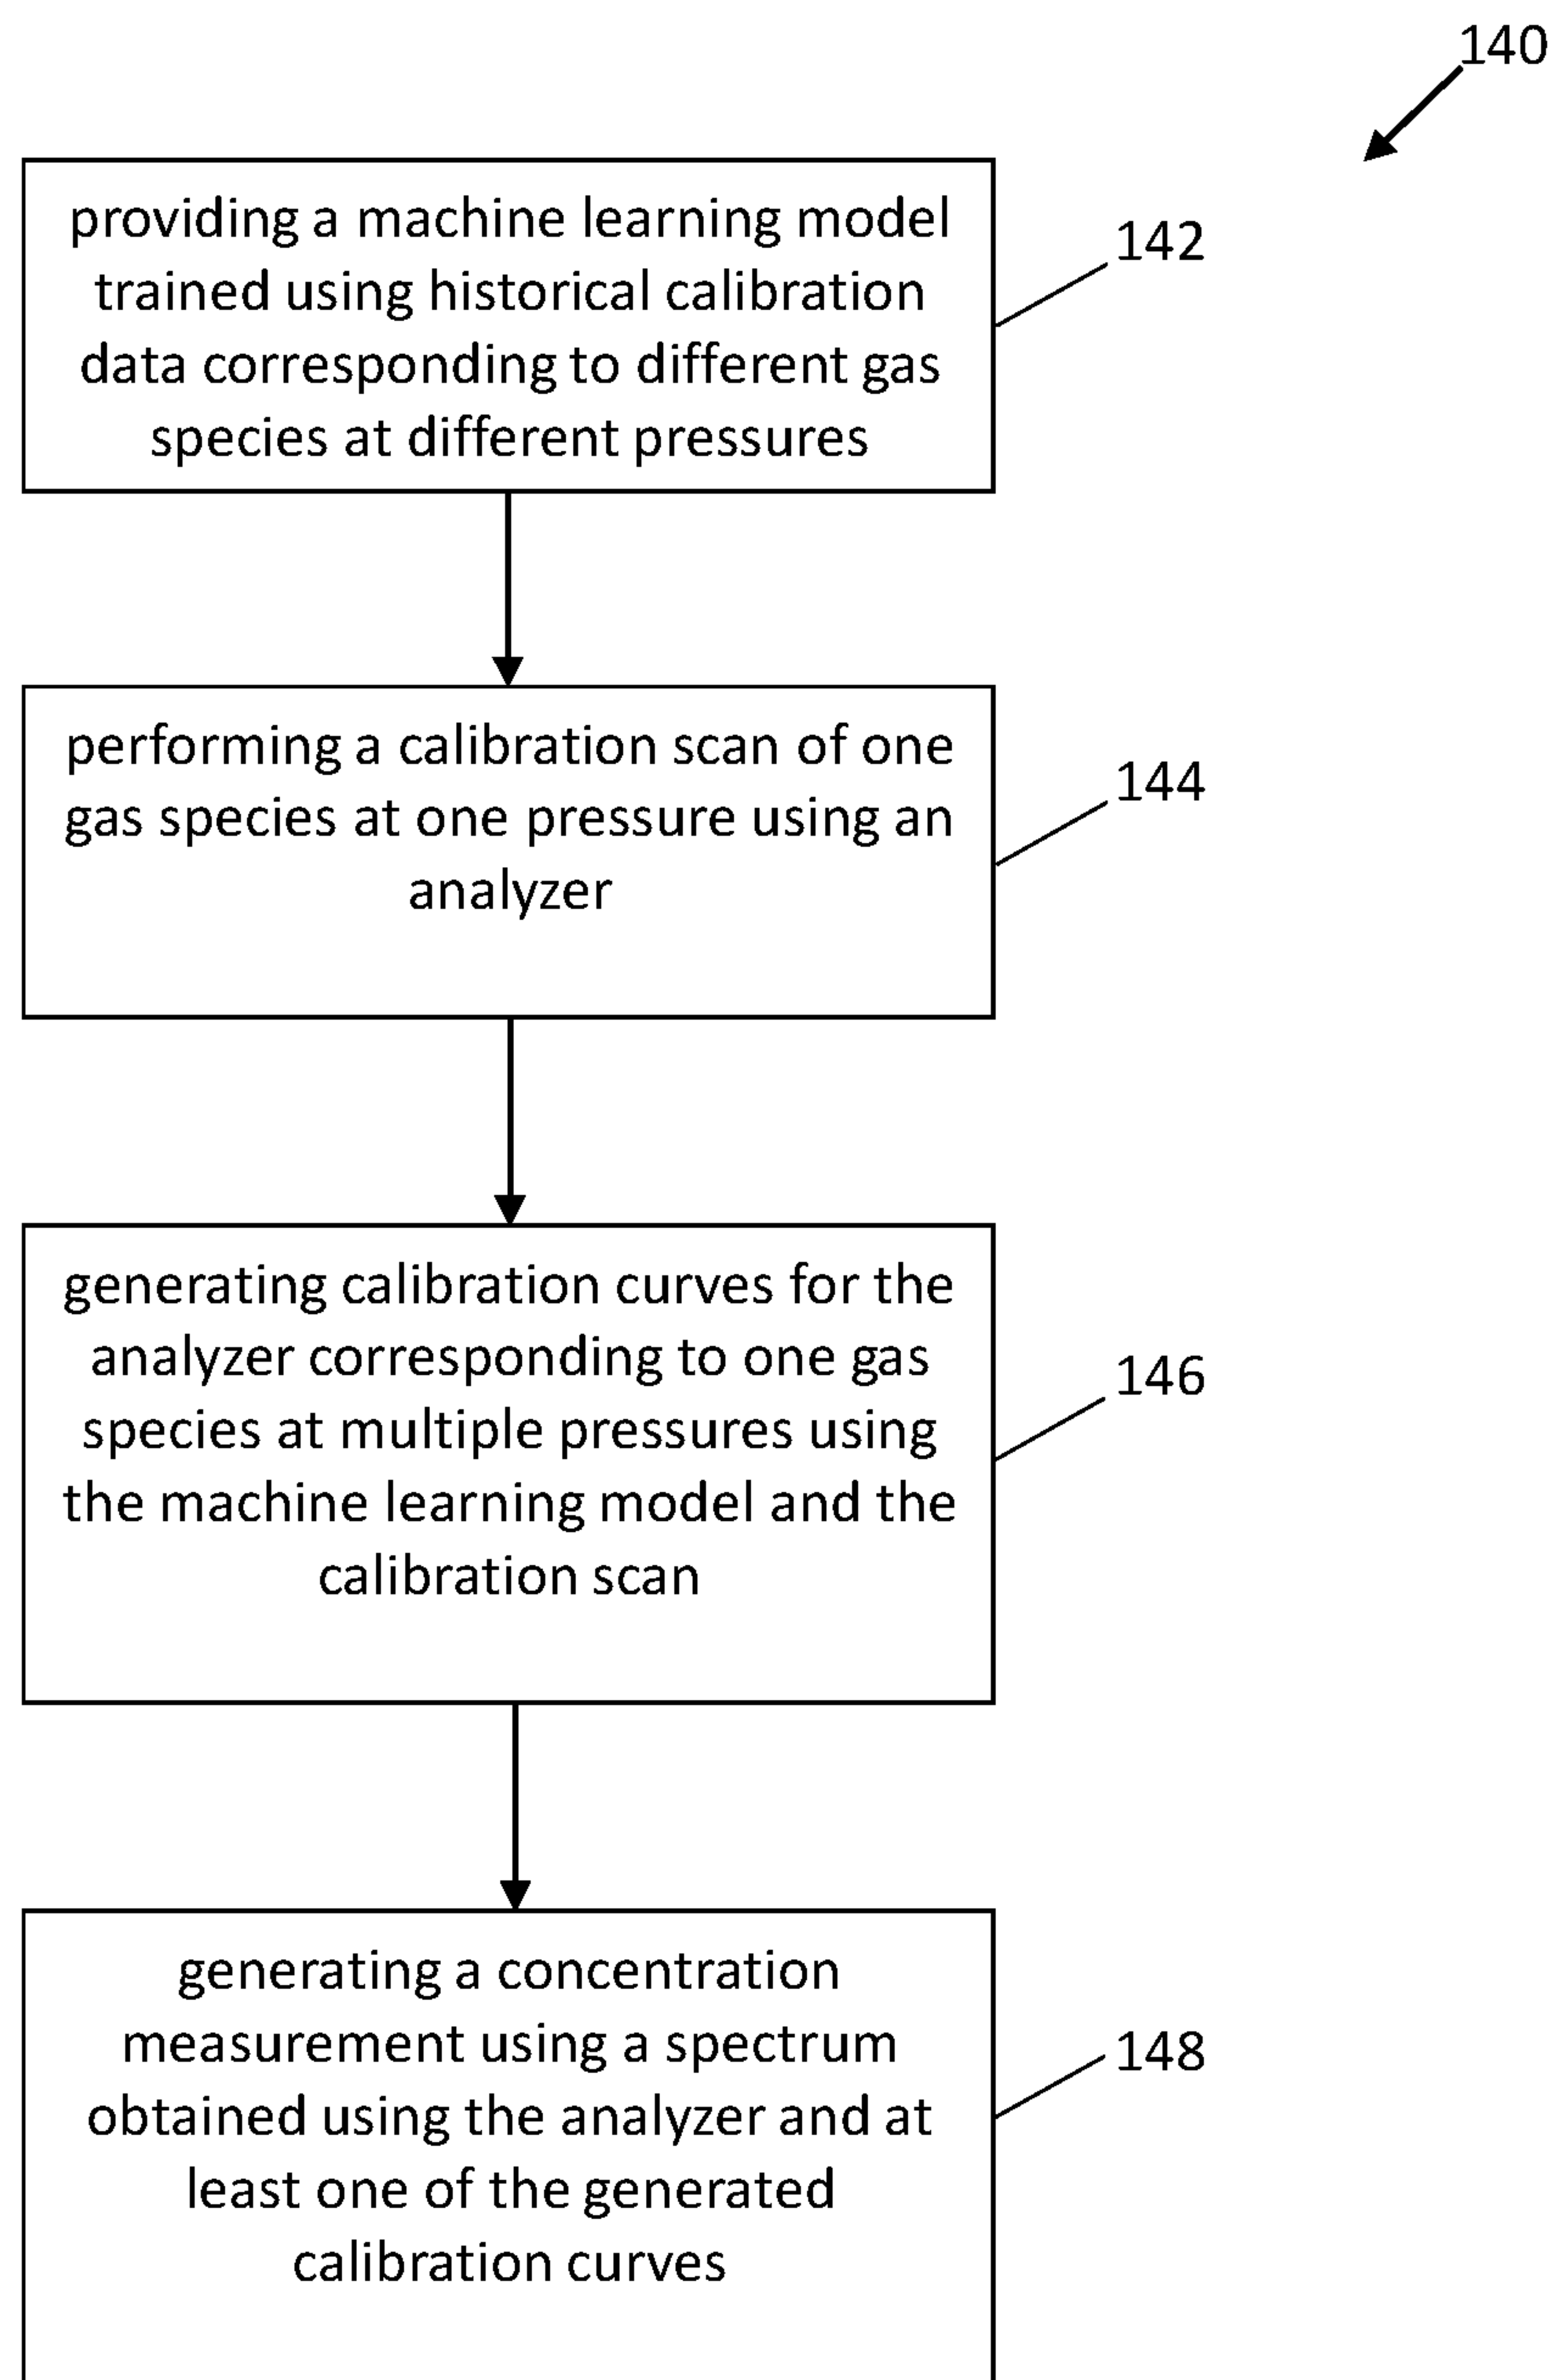 140
providing a machine learning model
trained using historical calibration
data corresponding to different gas
species at different pressures
142
performing a calibration scan of one
gas species at one pressure using an
analyzer
144
generating calibration curves for the
analyzer corresponding to one gas
species at multiple pressures using
the machine learning model and the
calibration scan
146
generating a concentration
measurement using a spectrum
obtained using the analyzer and at
least one of the generated
calibration curves
148